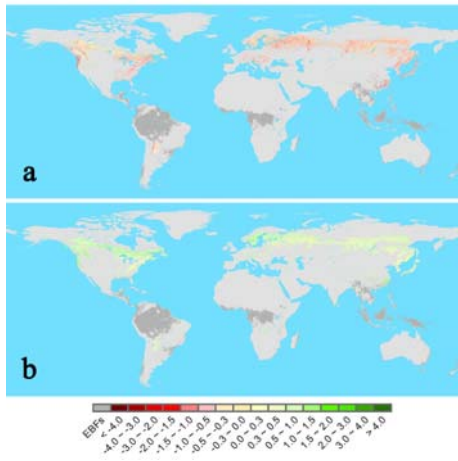 a
b
EBFs
< -4.0
-4.0 ~ -3.0
-3.0 ~ -2.0
-2.0 ~ -1.5
-1.5 ~ -1.0
-1.0 ~ -0.5
-0.5 ~ -0.3
-0.3 ~ 0.0
0.0 ~ 0.3
0.3 ~ 0.5
0.5 ~ 1.0
1.0 ~ 1.5
1.5 ~ 2.0
2.0 ~ 3.0
3.0 ~ 4.0
> 4.0